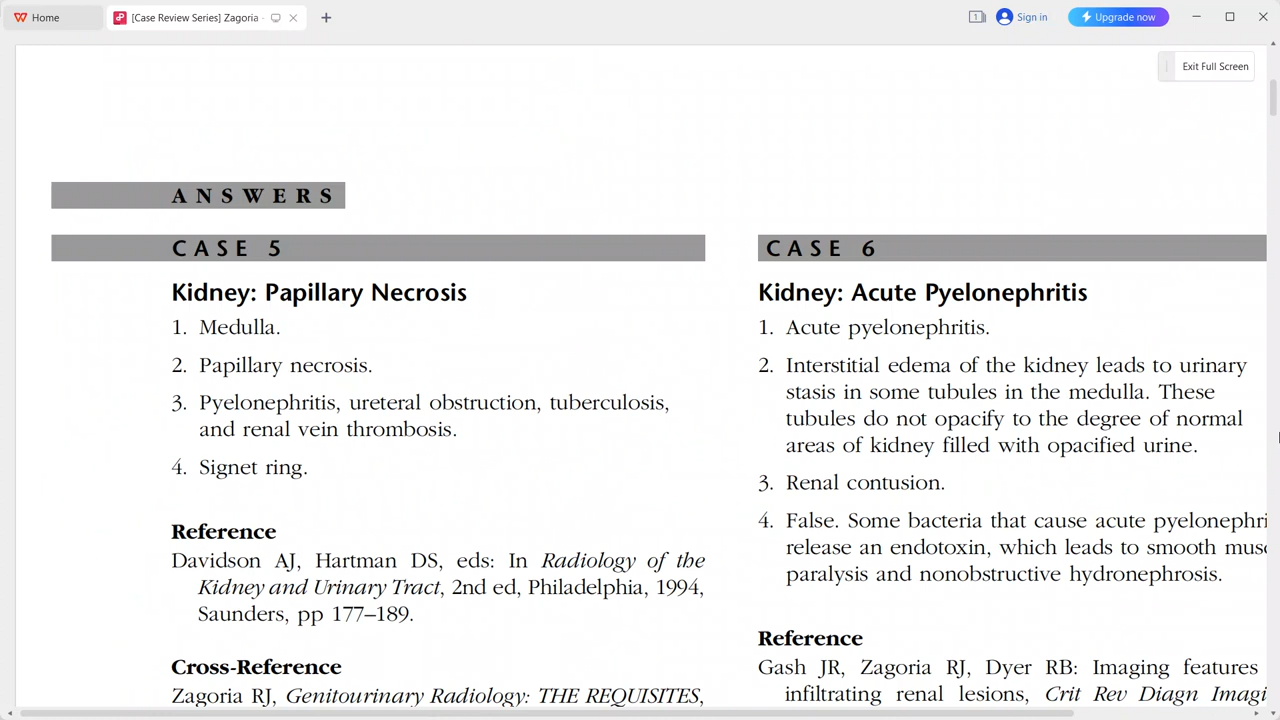 Home
[Case Review Series] Zagoria
1
Sign in
Upgrade now
Exit Full Screen
ANSWERS
CASE 5
Kidney: Papillary Necrosis
1. Medulla.
2. Papillary necrosis.
3. Pyelonephritis, ureteral obstruction, tuberculosis,
and renal vein thrombosis.
4. Signet ring.
Reference
Davidson AJ, Hartman DS, eds: In Radiology of the
Kidney and Urinary Tract, 2nd ed, Philadelphia, 1994,
Saunders, pp 177–189.
Cross-Reference
Zagoria RJ, Genitourinary Radiology: THE REQUISITES,
CASE 6
Kidney: Acute Pyelonephritis
1. Acute pyelonephritis.
2. Interstitial edema of the kidney leads to urinary
stasis in some tubules in the medulla. These
tubules do not opacify to the degree of normal
areas of kidney filled with opacified urine.
3. Renal contusion.
4. False. Some bacteria that cause acute pyelonephri
release an endotoxin, which leads to smooth musc
paralysis and nonobstructive hydronephrosis.
Reference
Gash JR, Zagoria RJ, Dyer RB: Imaging features
infiltrating renal lesions, Crit Rev Diagn Imagi